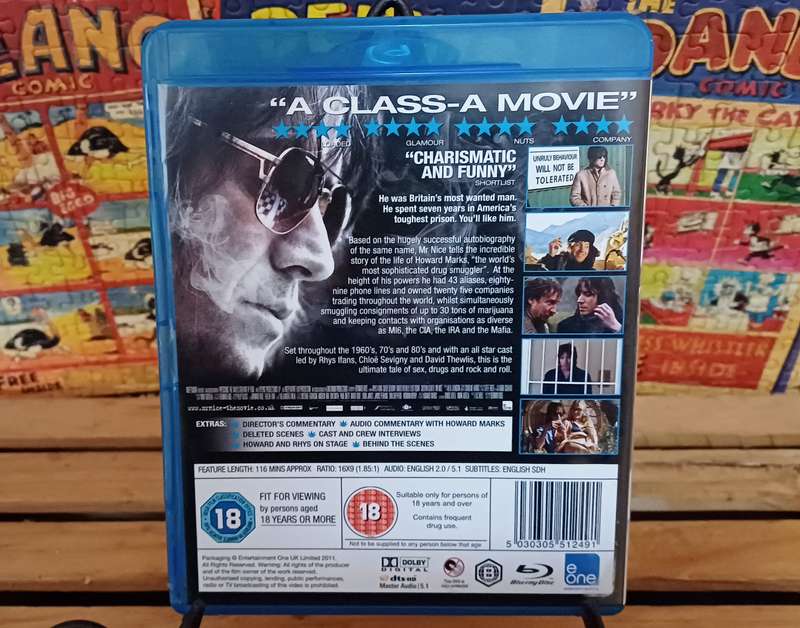 EANO
COMIC
THE
DAND
COMIC
"A CLASS-A MOVIE"
LOADED GLAMOUR NUTS COMPANY
"CHARISMATIC
AND FUNNY"
SHORTLIST
UNRULY BEHAVIOUR
WILL NOT BE
TOLERATED
He was Britain's most wanted man.
He spent seven years in America's
toughest prison. You'll like him.
Based on the hugely successful autobiography
of the same name, Mr Nice tells the incredible
story of the life of Howard Marks, "the world's
most sophisticated drug smuggler". At the
height of his powers he had 43 aliases, eighty-
nine phone lines and owned twenty five companies
trading throughout the world, whilst simultaneously
smuggling consignments of up to 30 tons of marijuana
and keeping contacts with organisations as diverse
as MI6, the CIA, the IRA and the Mafia.
Set throughout the 1960's, 70's and 80's and with an all star cast
led by Rhys Ifans, Chloë Sevigny and David Thewlis, this is the
ultimate tale of sex, drugs and rock and roll.
www.mrnice-themovie.co.uk
EXTRAS: DIRECTOR'S COMMENTARY AUDIO COMMENTARY WITH HOWARD MARKS
DELETED SCENES CAST AND CREW INTERVIEWS
HOWARD AND RHYS ON STAGE BEHIND THE SCENES
FEATURE LENGTH: 116 MINS APPROX RATIO: 16X9 (1.85:1) AUDIO: ENGLISH 2.0 / 5.1 SUBTITLES: ENGLISH SDH
18
FIT FOR VIEWING
by persons aged
18 YEARS OR MORE
18
Suitable only for persons of
18 years and over
Contains frequent
drug use.
Not to be supplied to any person below that age
5 030305 512491
Packaging © Entertainment One UK Limited 2011.
All Rights Reserved. Warning: All rights of the producer
and of the film owner of the work reserved.
Unauthorised copying, lending, public performances,
radio or TV broadcasting of this video is prohibited.
DOLBY
DIGITAL
dts HD
Master Audio | 5.1
Blu-ray Disc
e one
KY THE CAT
WHISTLER
INSIDE
FREE
INSIDE